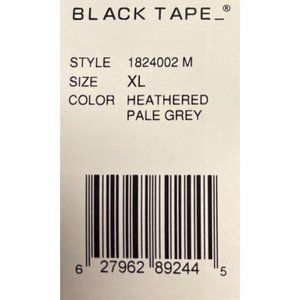 BLACK TAPE_®
STYLE 1824002 M
SIZE XL
COLOR HEATHERED
PALE GREY
6 27962 89244 5